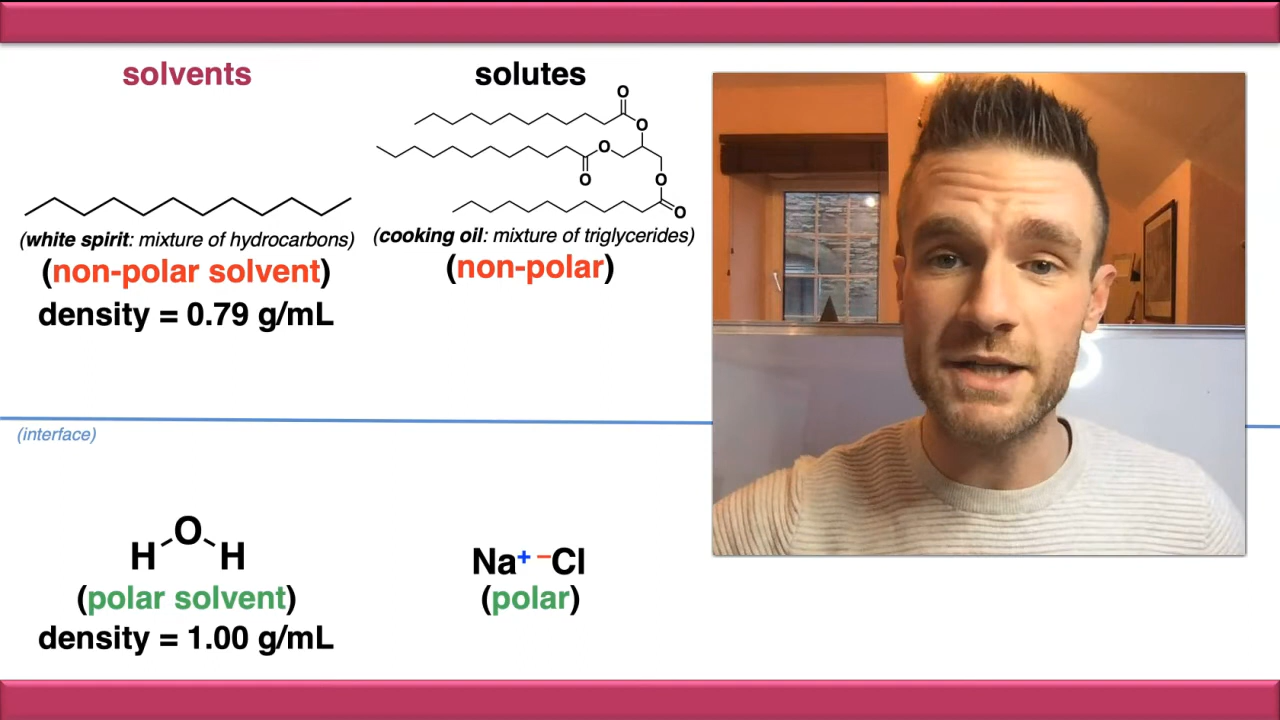 solvents
solutes
O
O
O
O
O
O
(white spirit: mixture of hydrocarbons)
(cooking oil: mixture of triglycerides)
(non-polar solvent)
(non-polar)
density = 0.79 g/mL
(interface)
H O H
Na+ −Cl
(polar solvent)
(polar)
density = 1.00 g/mL